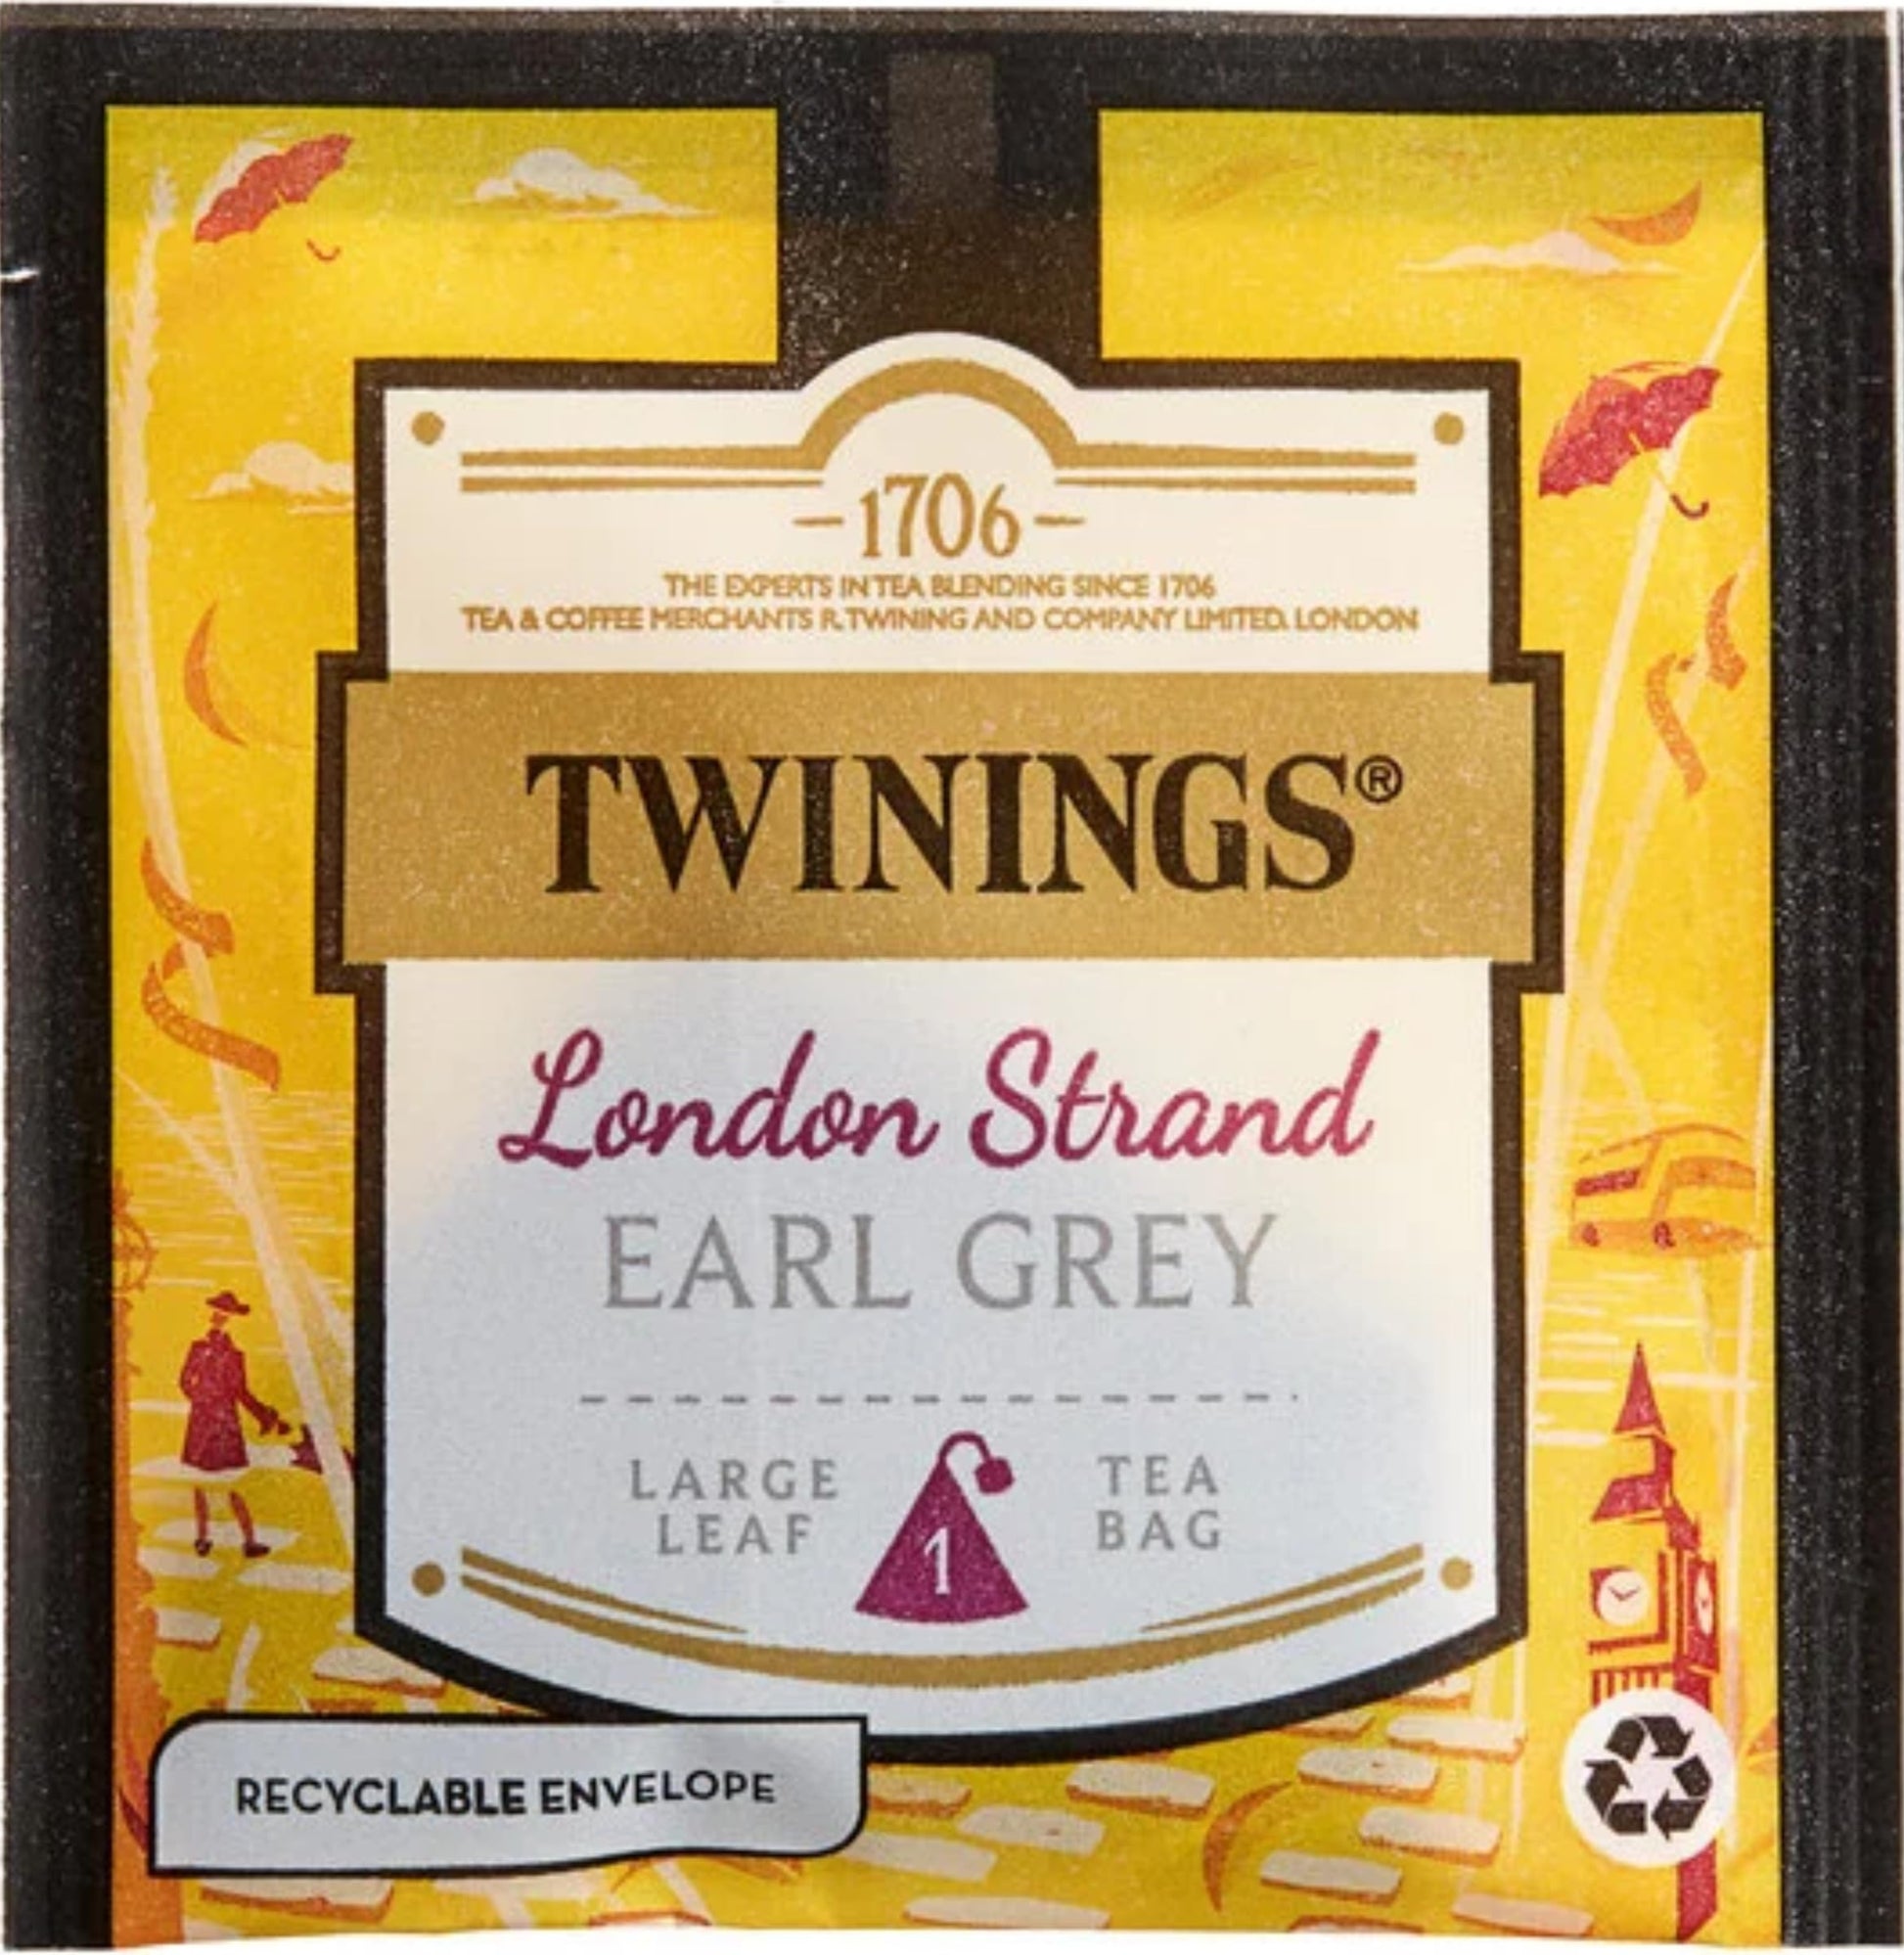 -1706-
THE EXPERTS IN TEA BLENDING SINCE 1706
TEA & COFFEE MERCHANTS R. TWINING AND COMPANY LIMITED. LONDON
TWININGS®
London Strand
EARL GREY
LARGE
LEAF
1
TEA
BAG
RECYCLABLE ENVELOPE